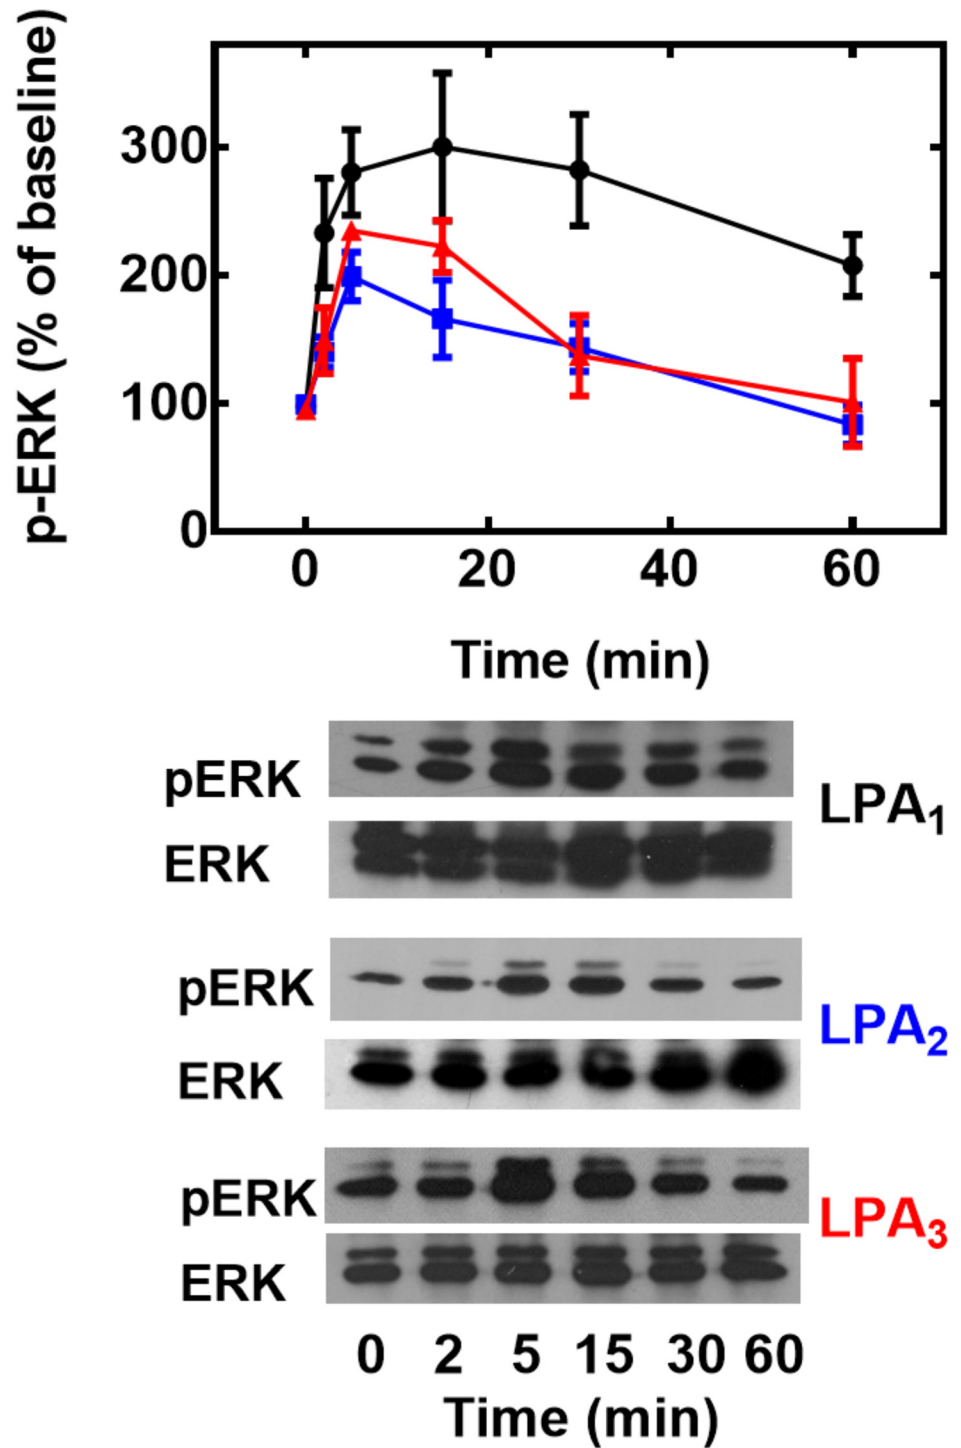 p-ERK (% of baseline)
300
200
100
0
0 20 40 60
Time (min)
pERK
LPA1
ERK
pERK
LPA2
ERK
pERK
LPA3
ERK
0 2 5 15 30 60
Time (min)